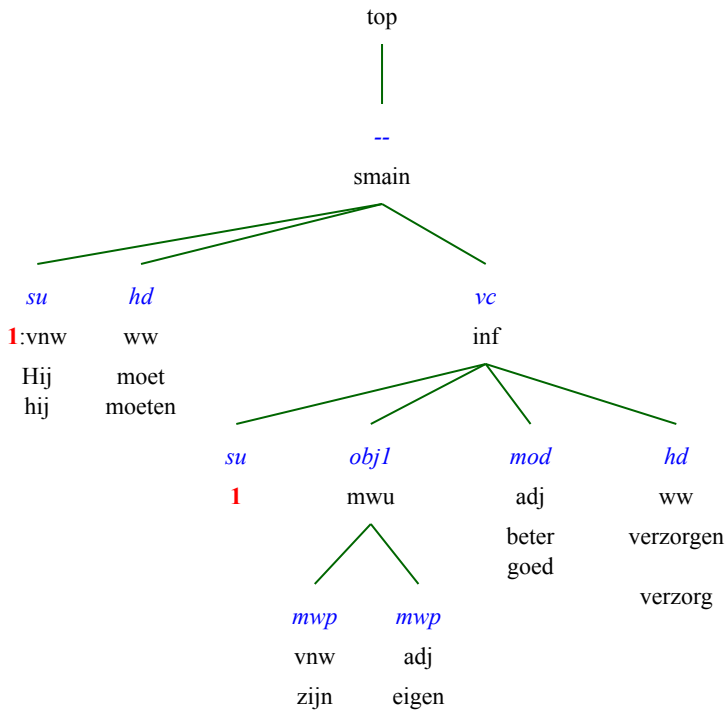 top
--
smain
su hd vc
1:vnw ww inf
Hij moet
hij moeten
su obj1 mod hd
1 mwu adj ww
beter verzorgen
goed
verzorg
mwp mwp
vnw adj
zijn eigen